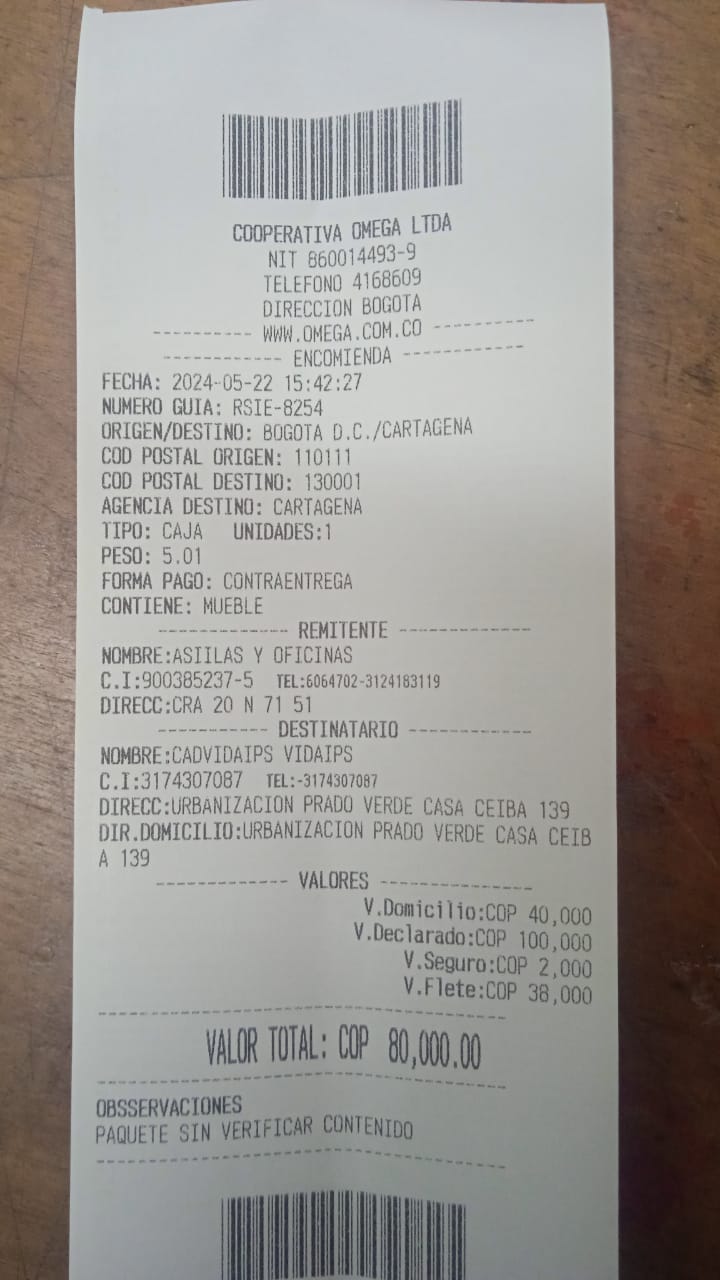 COOPERATIVA OMEGA LTDA
NIT 860014493-9
TELEFONO 4168609
DIRECCION BOGOTA
---------- WWW.OMEGA.COM.CO ----------
------------ ENCOMIENDA ------------
FECHA: 2024-05-22 15:42:27
NUMERO GUIA: RSIE-8254
ORIGEN/DESTINO: BOGOTA D.C./CARTAGENA
COD POSTAL ORIGEN: 110111
COD POSTAL DESTINO: 130001
AGENCIA DESTINO: CARTAGENA
TIPO: CAJA UNIDADES:1
PESO: 5.01
FORMA PAGO: CONTRAENTREGA
CONTIENE: MUEBLE
------------- REMITENTE -------------
NOMBRE:ASIILAS Y OFICINAS
C.I:900385237-5 TEL:6064702-3124183119
DIRECC:CRA 20 N 71 51
----------- DESTINATARIO ------------
NOMBRE:CADVIDAIPS VIDAIPS
C.I:3174307087 TEL:-3174307087
DIRECC:URBANIZACION PRADO VERDE CASA CEIBA 139
DIR.DOMICILIO:URBANIZACION PRADO VERDE CASA CEIB
A 139
------------- VALORES ---------------
V.Domicilio:COP 40,000
V.Declarado:COP 100,000
V.Seguro:COP 2,000
V.Flete:COP 38,000
VALOR TOTAL: COP 80,000.00
OBSSERVACIONES
PAQUETE SIN VERIFICAR CONTENIDO